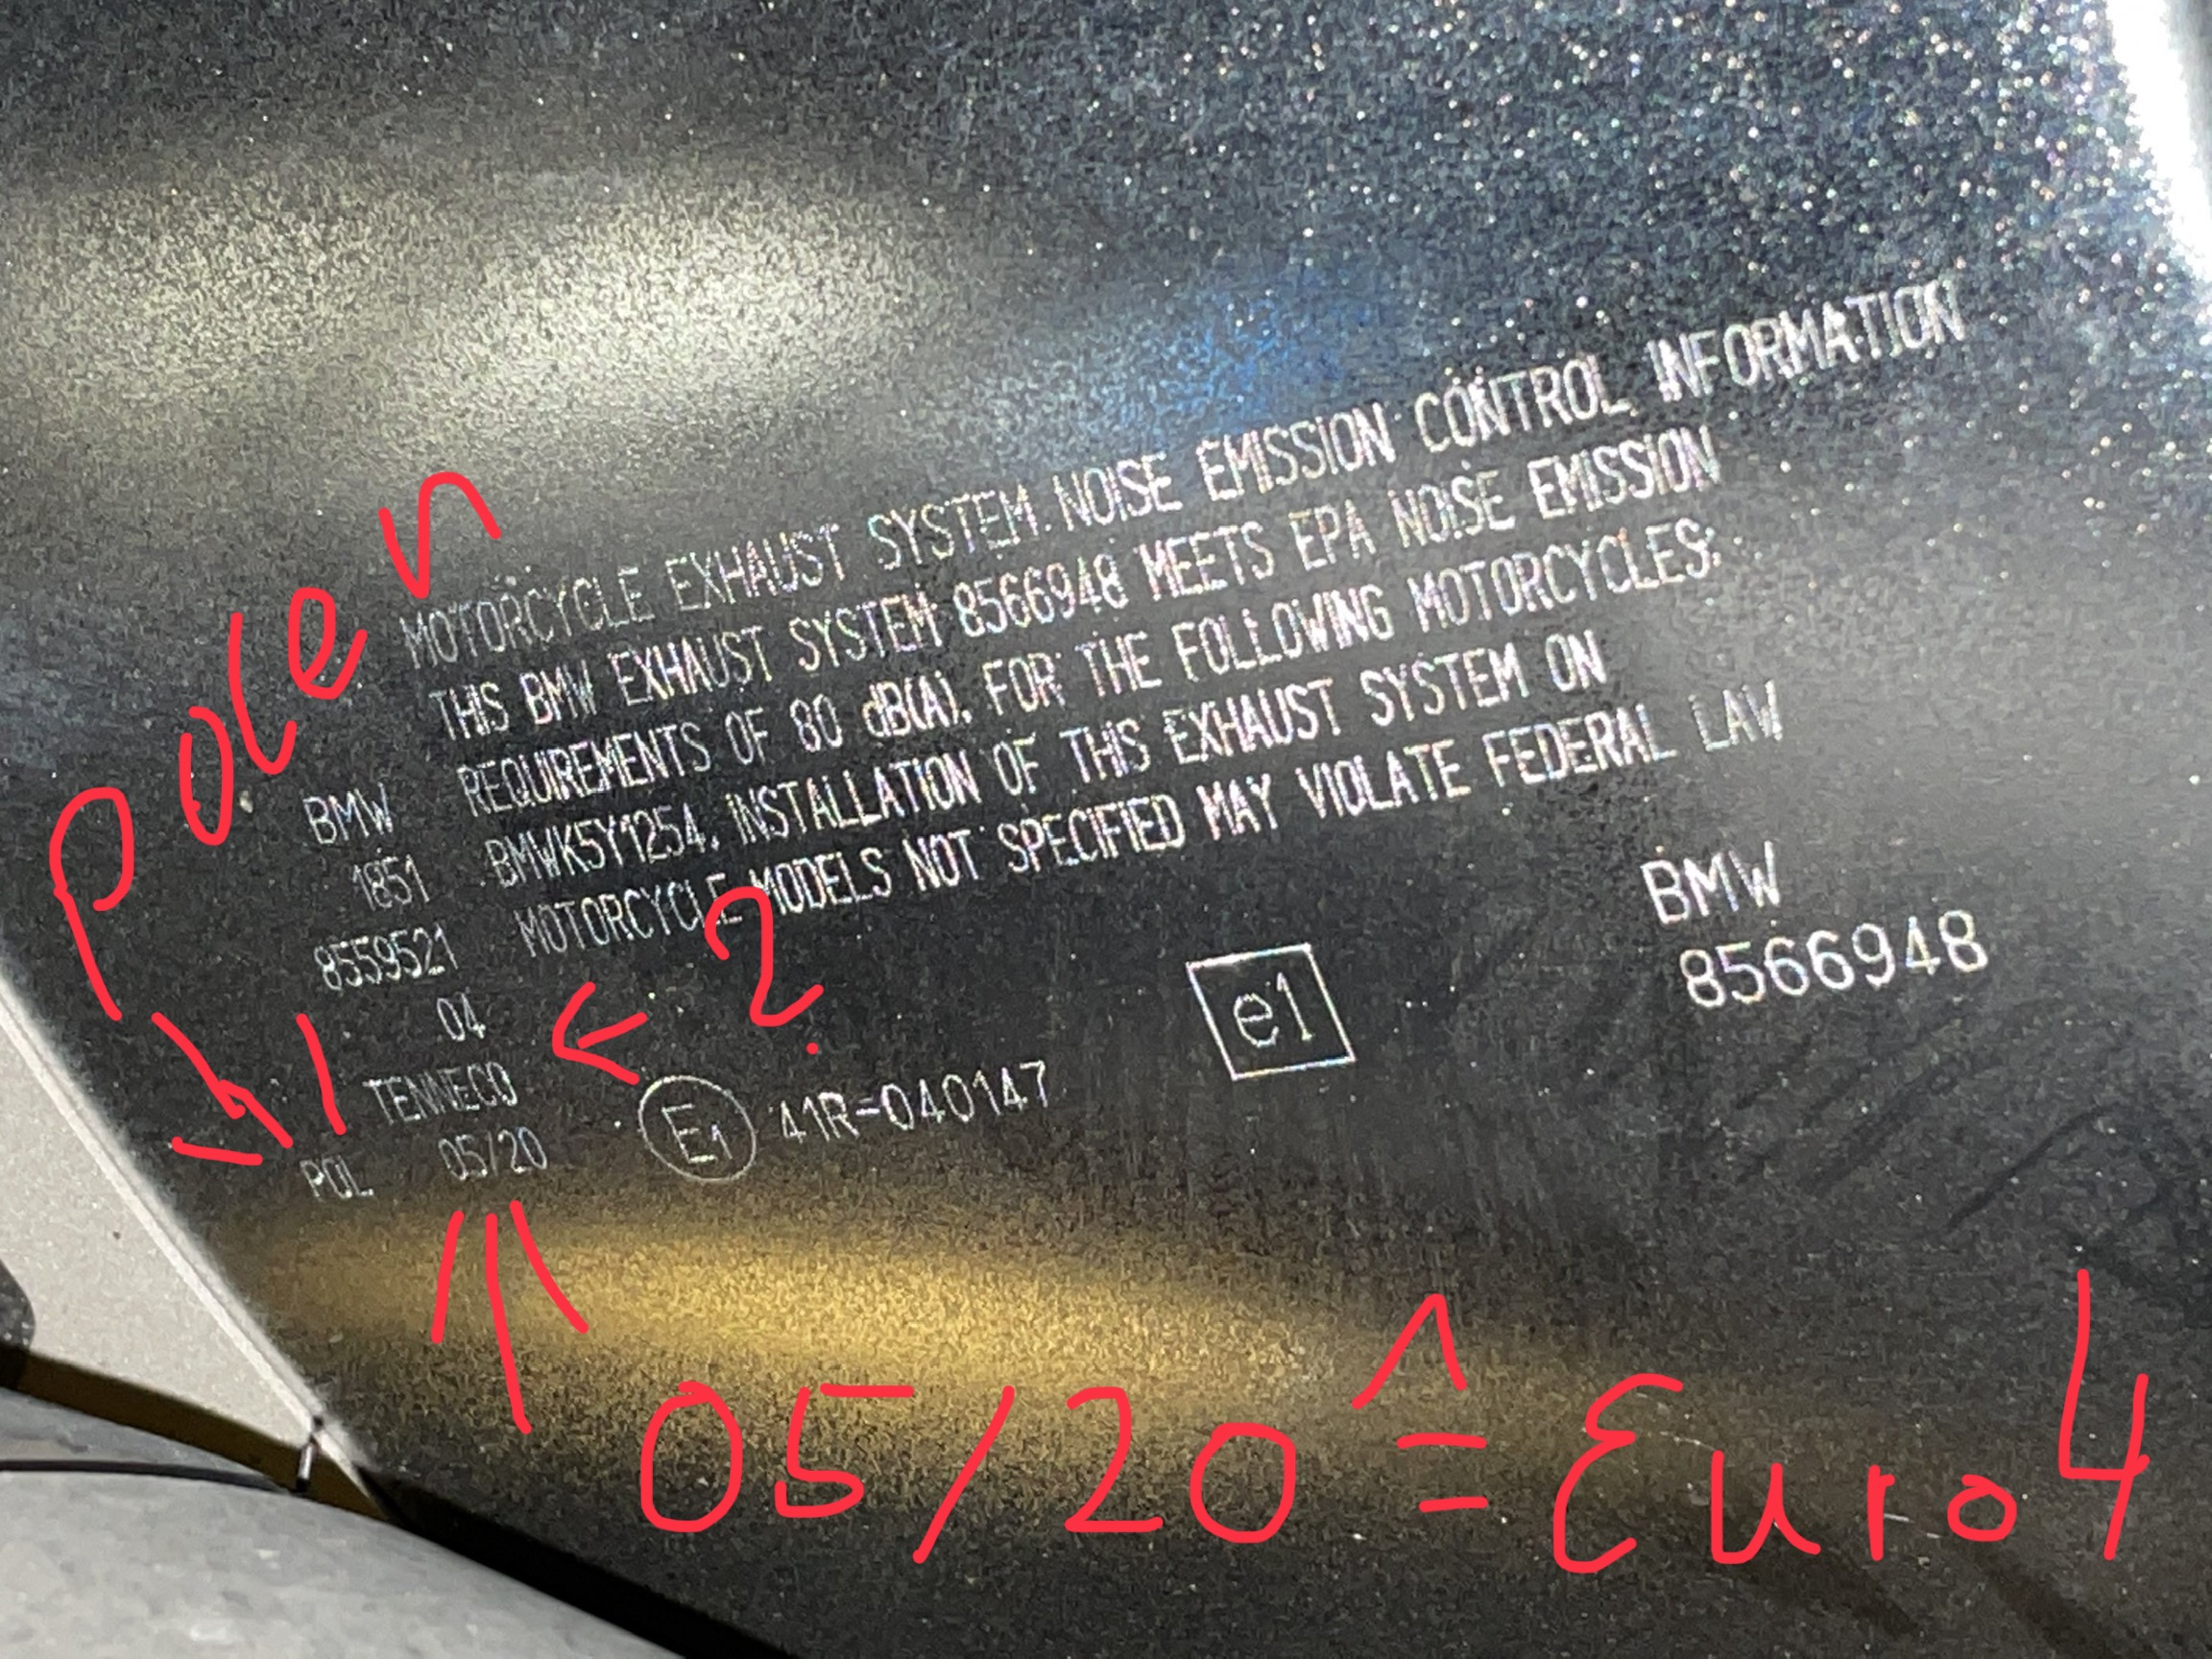 MOTORCYCLE EXHAUST SYSTEM NOISE EMISSION CONTROL INFORMATION
THIS BMW EXHAUST SYSTEM 8566948 MEETS EPA NOISE EMISSION
REQUIREMENTS OF 80 dB(A). FOR THE FOLLOWING MOTORCYCLES:
BMWK5Y1254. INSTALLATION OF THIS EXHAUST SYSTEM ON
MOTORCYCLE MODELS NOT SPECIFIED MAY VIOLATE FEDERAL LAW
BMW
1851
8559521
04
TENNECO
POL 05/20
E1 41R-040147
e1
BMW
8566948
Polen
?
05/20 ≙ Euro4